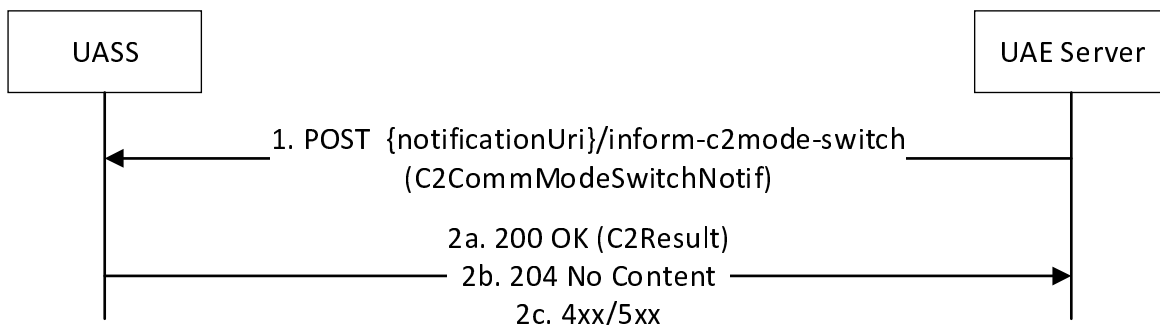 UASS
UAE Server
1. POST {notificationUri}/inform-c2mode-switch
(C2CommModeSwitchNotif)
2a. 200 OK (C2Result)
2b. 204 No Content
2c. 4xx/5xx